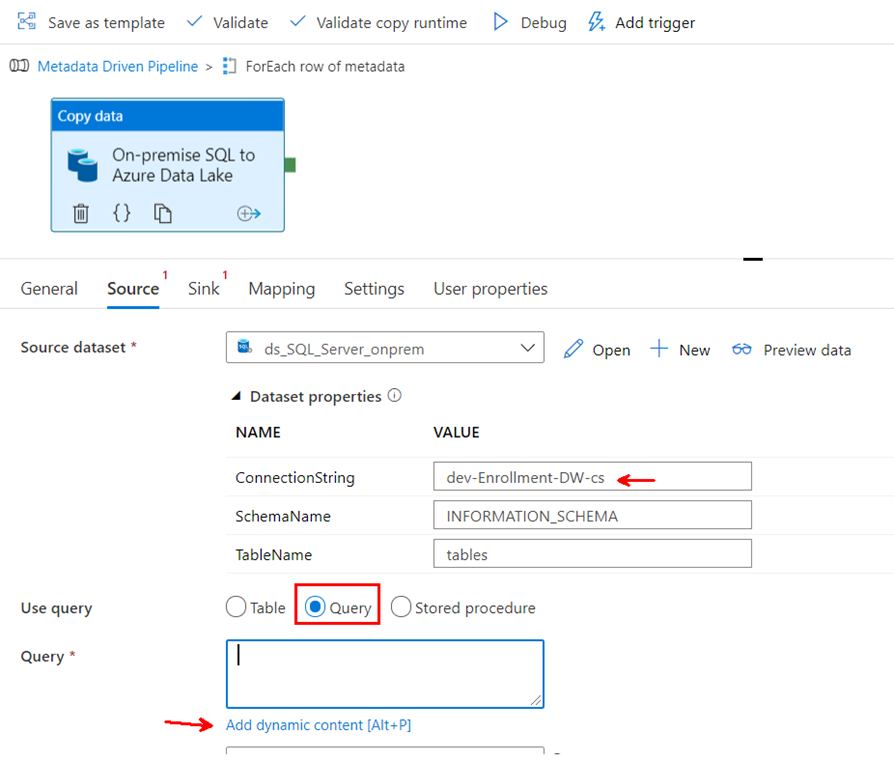 Save as template Validate Validate copy runtime Debug Add trigger
Metadata Driven Pipeline > ForEach row of metadata
Copy data
On-premise SQL to
Azure Data Lake
General Source 1 Sink 1 Mapping Settings User properties
Source dataset * SQL ds_SQL_Server_onprem Open New Preview data
Dataset properties
NAME VALUE
ConnectionString dev-Enrollment-DW-cs
SchemaName INFORMATION_SCHEMA
TableName tables
Use query Table Query Stored procedure
Query *
Add dynamic content [Alt+P]